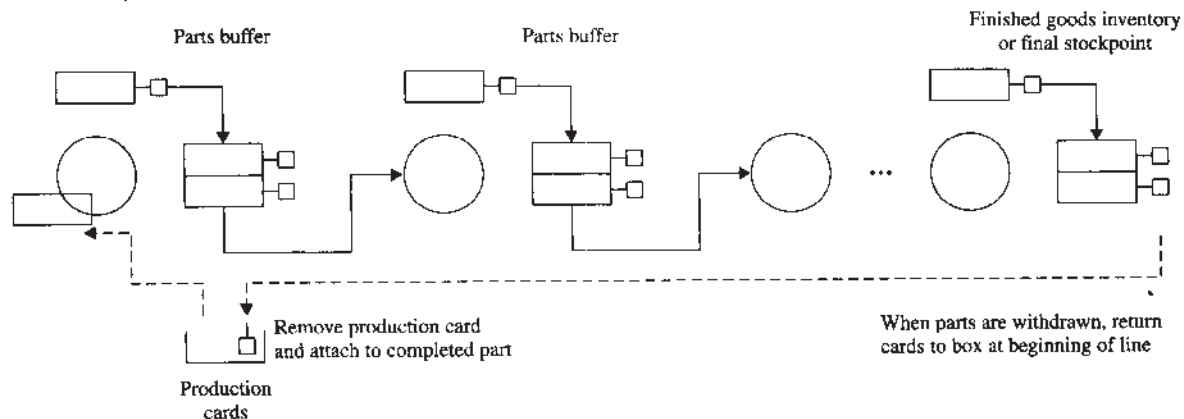 Finished goods inventory
or final stockpoint
Parts buffer
Parts buffer
Remove production card
and attach to completed part
When parts are withdrawn, return
cards to box at beginning of line
Production
cards